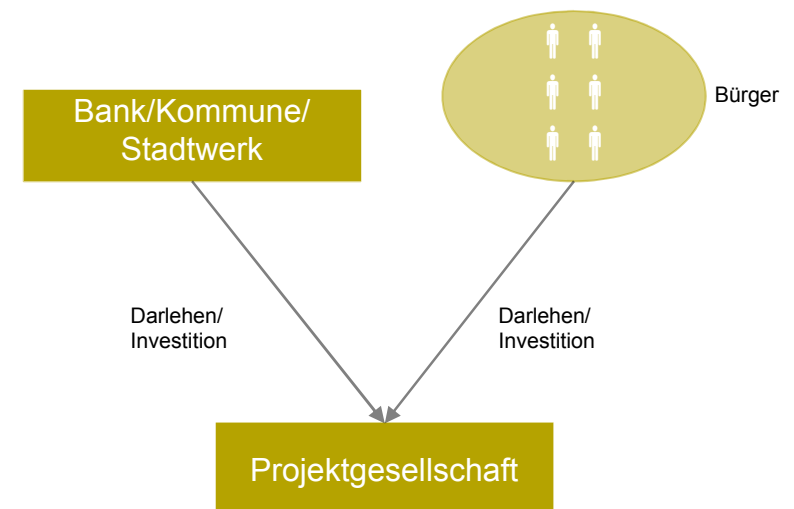 Bank/Kommune/
Stadtwerk
Bürger
Darlehen/
Investition
Darlehen/
Investition
Projektgesellschaft